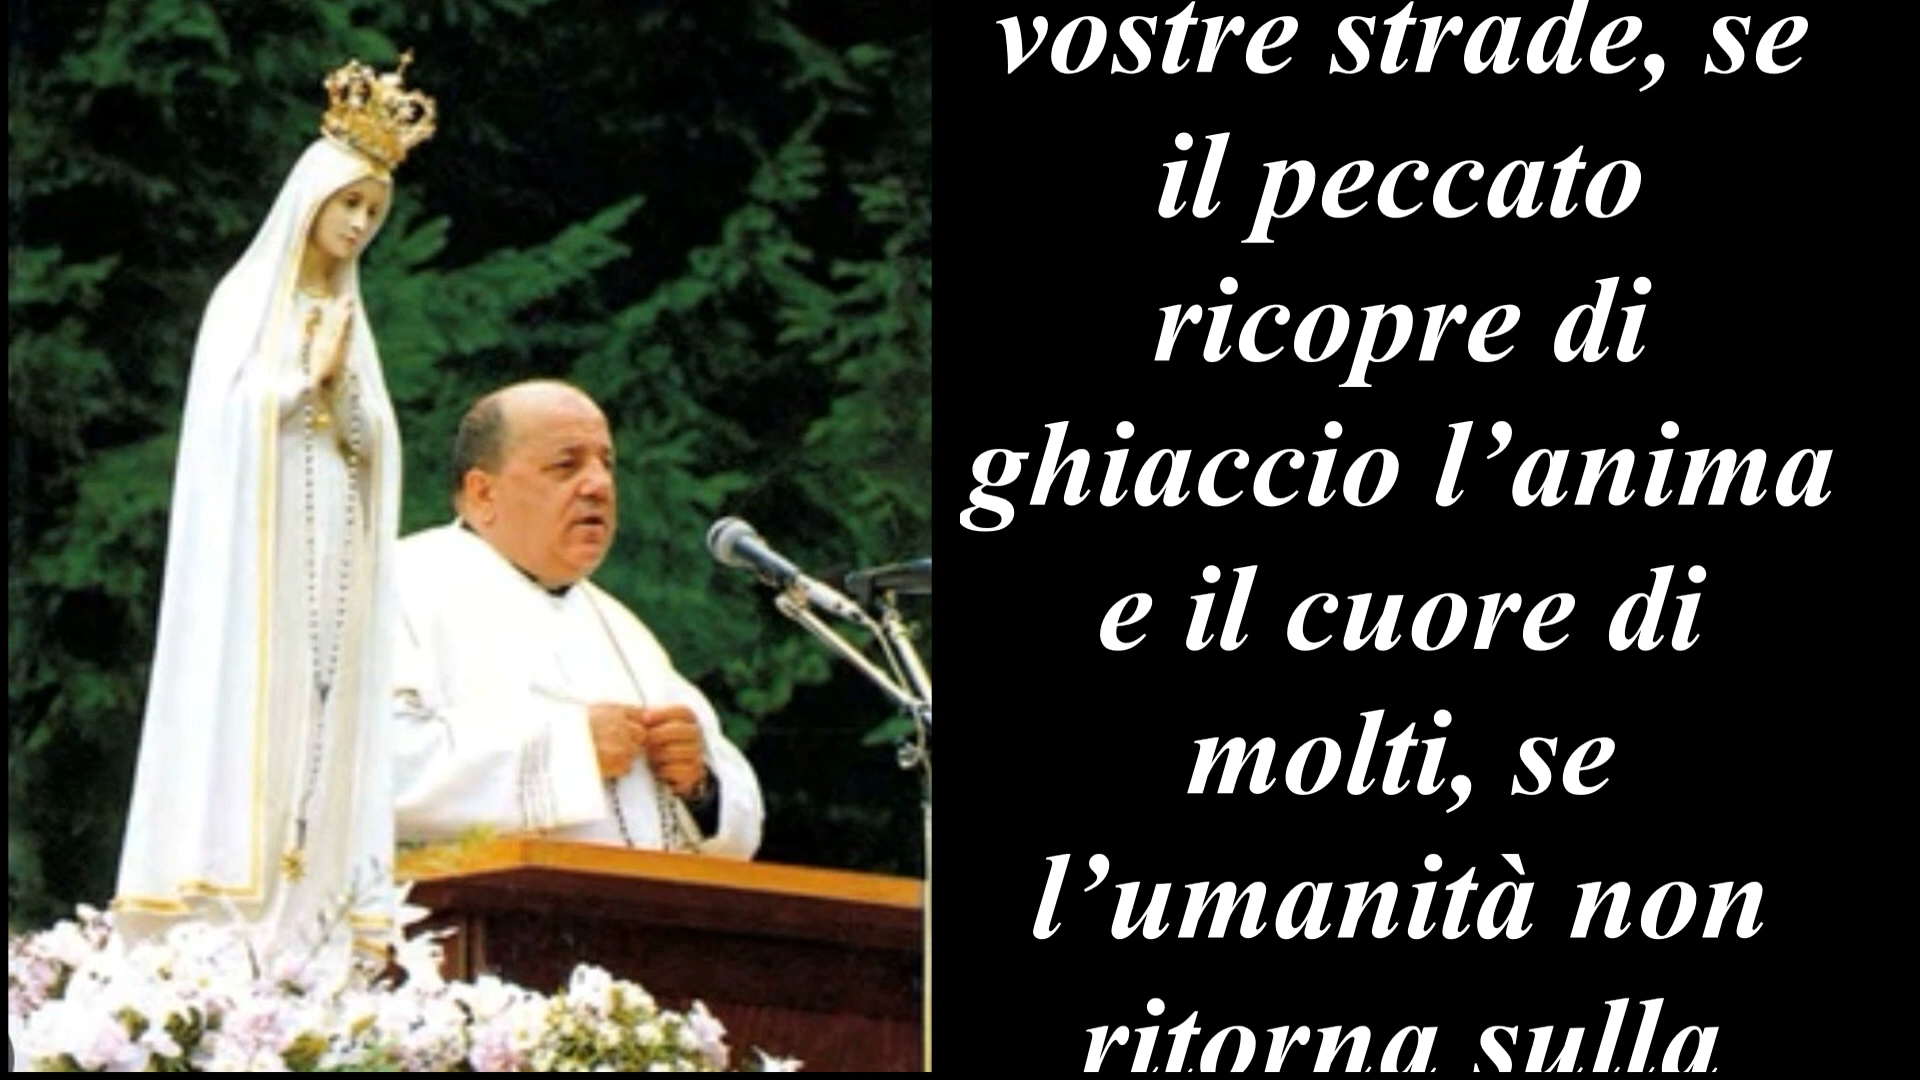 vostre strade, se
il peccato
ricopre di
ghiaccio l’anima
e il cuore di
molti, se
l’umanità non
ritorna sulla